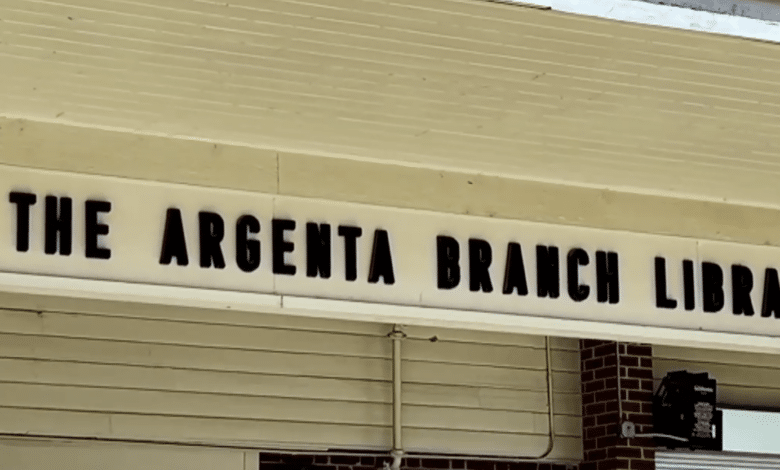 THE ARGENTA BRANCH LIBRA